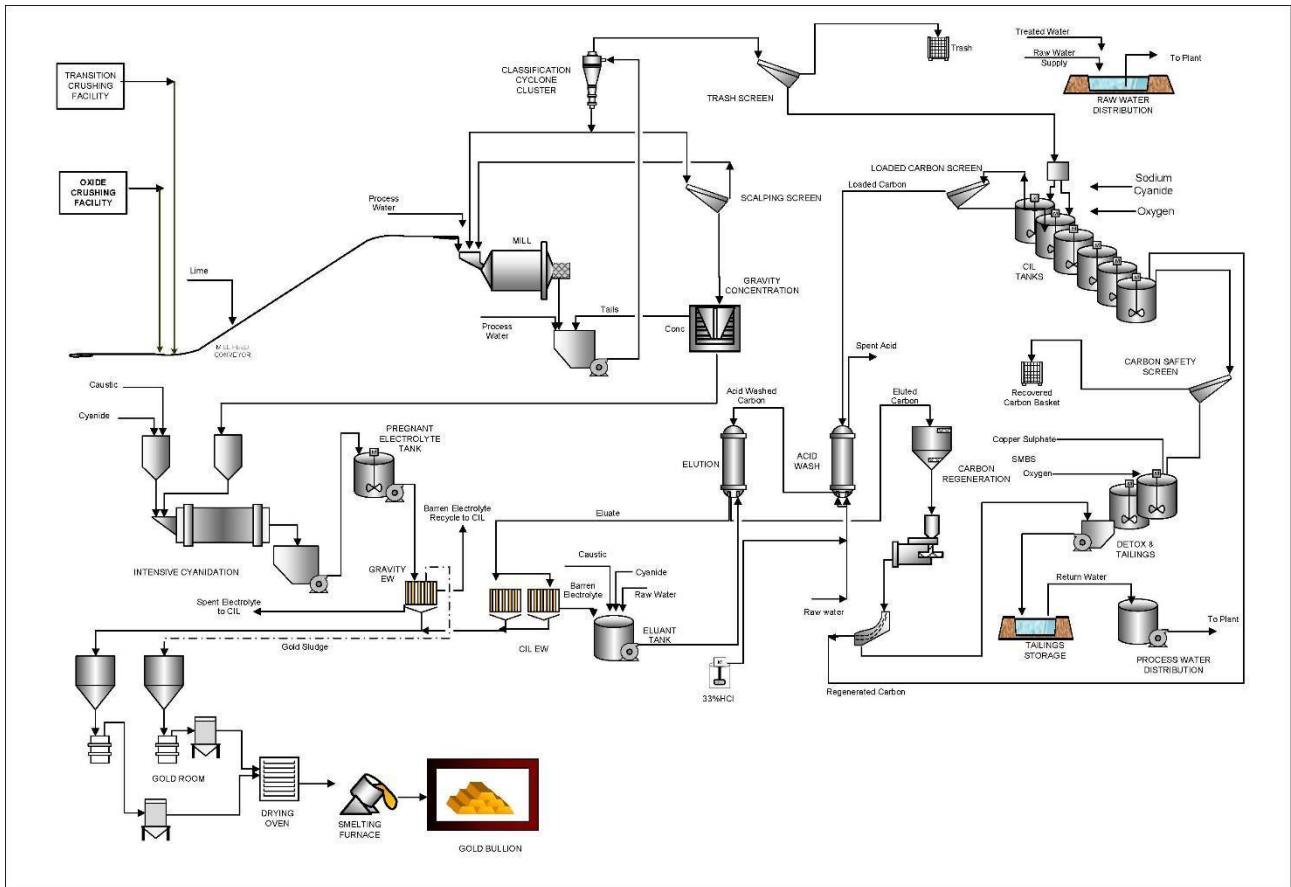 Treated Water
Raw Water
Supply
To Plant
RAW WATER
DISTRIBUTION
Trash
CLASSIFICATION
CYCLONE
CLUSTER
TRASH SCREEN
TRANSITION
CRUSHING
FACILITY
OXIDE
CRUSHING
FACILITY
LOADED CARBON SCREEN
Loaded Carbon
Sodium
Cyanide
Oxygen
SCALPING SCREEN
Process
Water
MILL
CIL
TANKS
Lime
GRAVITY
CONCENTRATION
Tails
Conc
Process
Water
MILL FEED
CONVEYOR
Spent Acid
CARBON SAFETY
SCREEN
Caustic
Cyanide
Acid Washed
Carbon
Eluted
Carbon
Recovered
Carbon Basket
PREGNANT
ELECTROLYTE
TANK
Copper Sulphate
SMBS
Oxygen
ELUTION
ACID
WASH
CARBON
REGENERATION
Barren Electrolyte
Recycle to CIL
Eluate
DETOX &
TAILINGS
INTENSIVE CYANIDATION
GRAVITY
EW
Caustic
Cyanide
Raw Water
Barren
Electrolyte
Return Water
Spent Electrolyte
to CIL
Raw water
To Plant
ELUANT
TANK
Gold Sludge
CIL EW
TAILINGS
STORAGE
PROCESS WATER
DISTRIBUTION
33%HCl
Regenerated Carbon
GOLD ROOM
DRYING
OVEN
SMELTING
FURNACE
GOLD BULLION